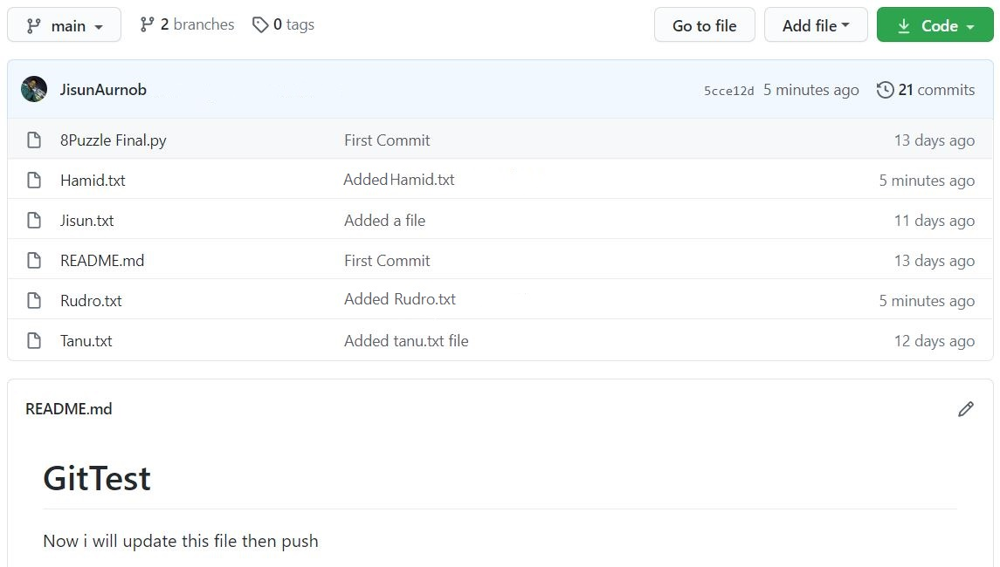 main 2 branches 0 tags Go to file Add file Code
JisunAurnob 5cce12d 5 minutes ago 21 commits
8Puzzle Final.py First Commit 13 days ago
Hamid.txt Added Hamid.txt 5 minutes ago
Jisun.txt Added a file 11 days ago
README.md First Commit 13 days ago
Rudro.txt Added Rudro.txt 5 minutes ago
Tanu.txt Added tanu.txt file 12 days ago
README.md
GitTest
Now i will update this file then push